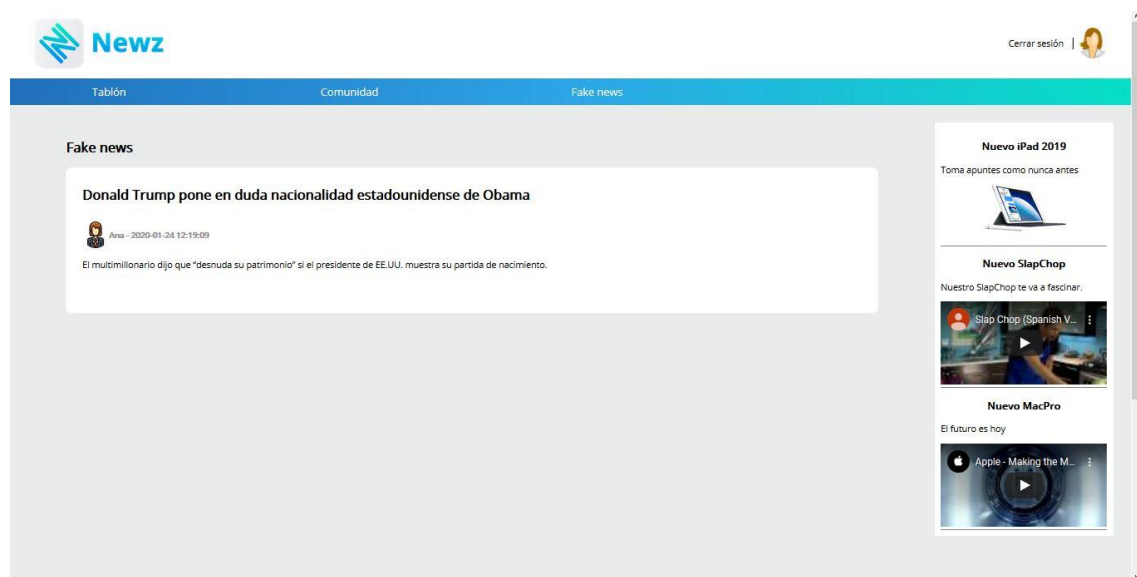 Newz
Cerrar sesión |
Tablón
Comunidad
Fake news
Fake news
Donald Trump pone en duda nacionalidad estadounidense de Obama
Ana - 2020-01-24 12:19:09
El multimillonario dijo que “desnuda su patrimonio” si el presidente de EE.UU. muestra su partida de nacimiento.
Nuevo iPad 2019
Toma apuntes como nunca antes
Nuevo SlapChop
Nuestro SlapChop te va a fascinar.
Slap Chop (Spanish V...
Nuevo MacPro
El futuro es hoy
Apple - Making the M...